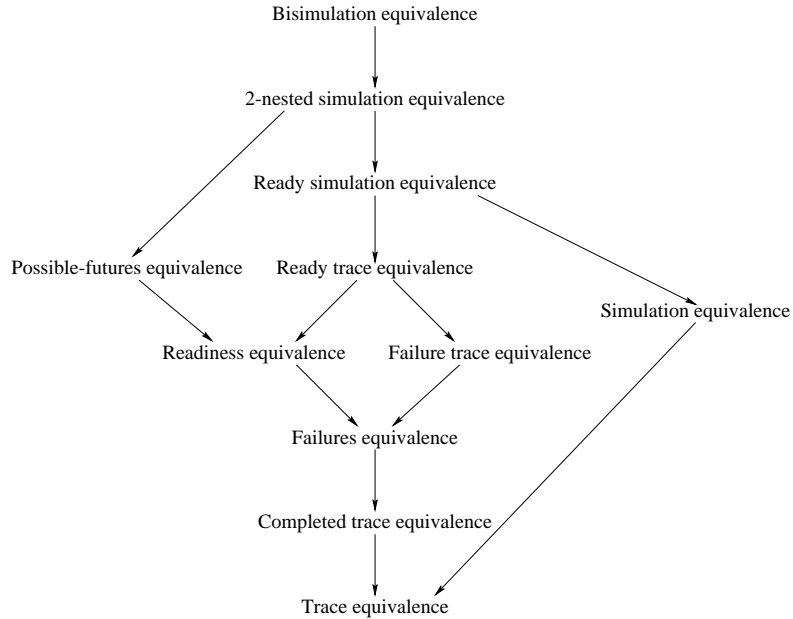 Bisimulation equivalence
2-nested simulation equivalence
Ready simulation equivalence
Possible-futures equivalence
Ready trace equivalence
Simulation equivalence
Readiness equivalence
Failure trace equivalence
Failures equivalence
Completed trace equivalence
Trace equivalence